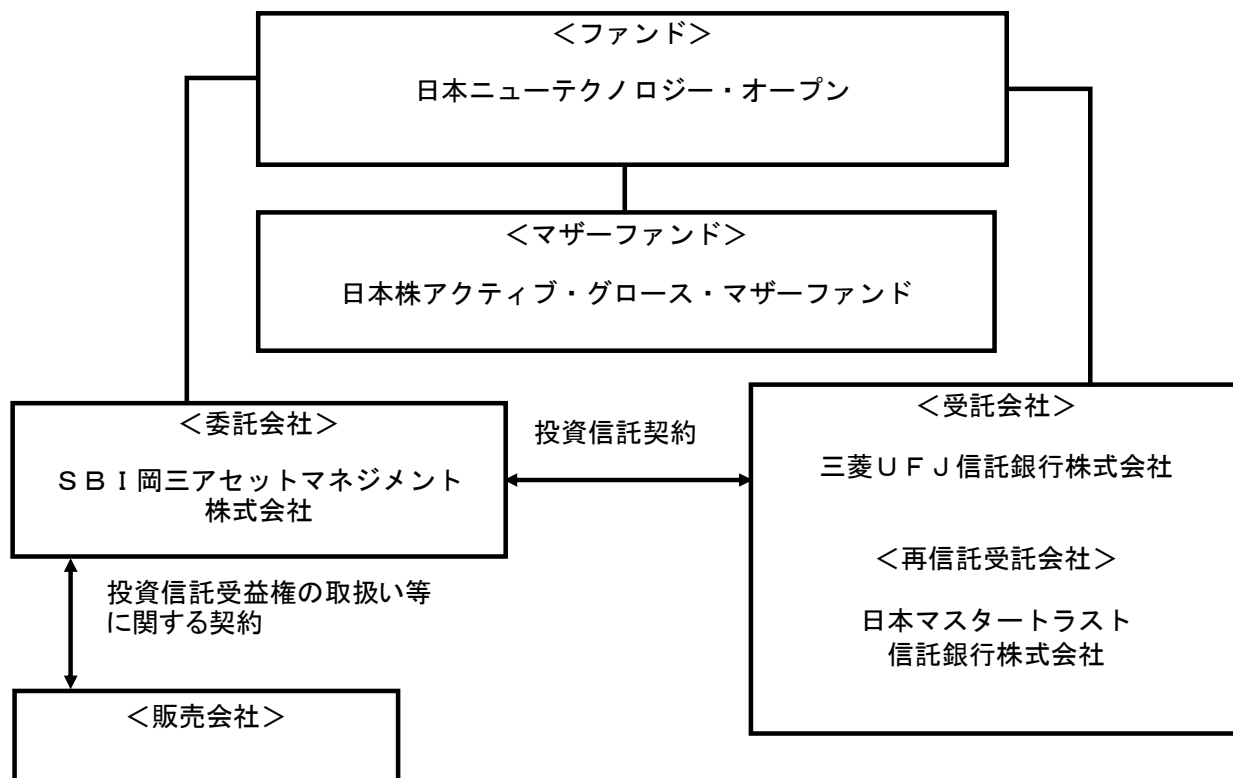 ＜ファンド＞
日本ニューテクノロジー・オープン
＜マザーファンド＞
日本株アクティブ・グロース・マザーファンド
＜委託会社＞
ＳＢＩ岡三アセットマネジメント
株式会社
投資信託契約
＜受託会社＞
三菱ＵＦＪ信託銀行株式会社
＜再信託受託会社＞
日本マスタートラスト
信託銀行株式会社
投資信託受益権の取扱い等
に関する契約
＜販売会社＞